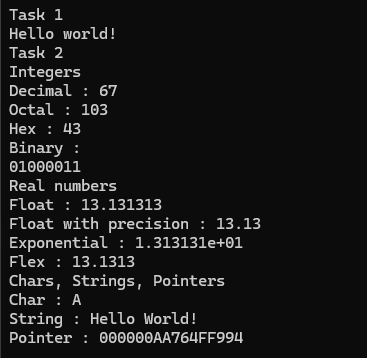 Task 1
Hello world!
Task 2
Integers
Decimal : 67
Octal : 103
Hex : 43
Binary :
01000011
Real numbers
Float : 13.131313
Float with precision : 13.13
Exponential : 1.313131e+01
Flex : 13.1313
Chars, Strings, Pointers
Char : A
String : Hello World!
Pointer : 000000AA764FF994